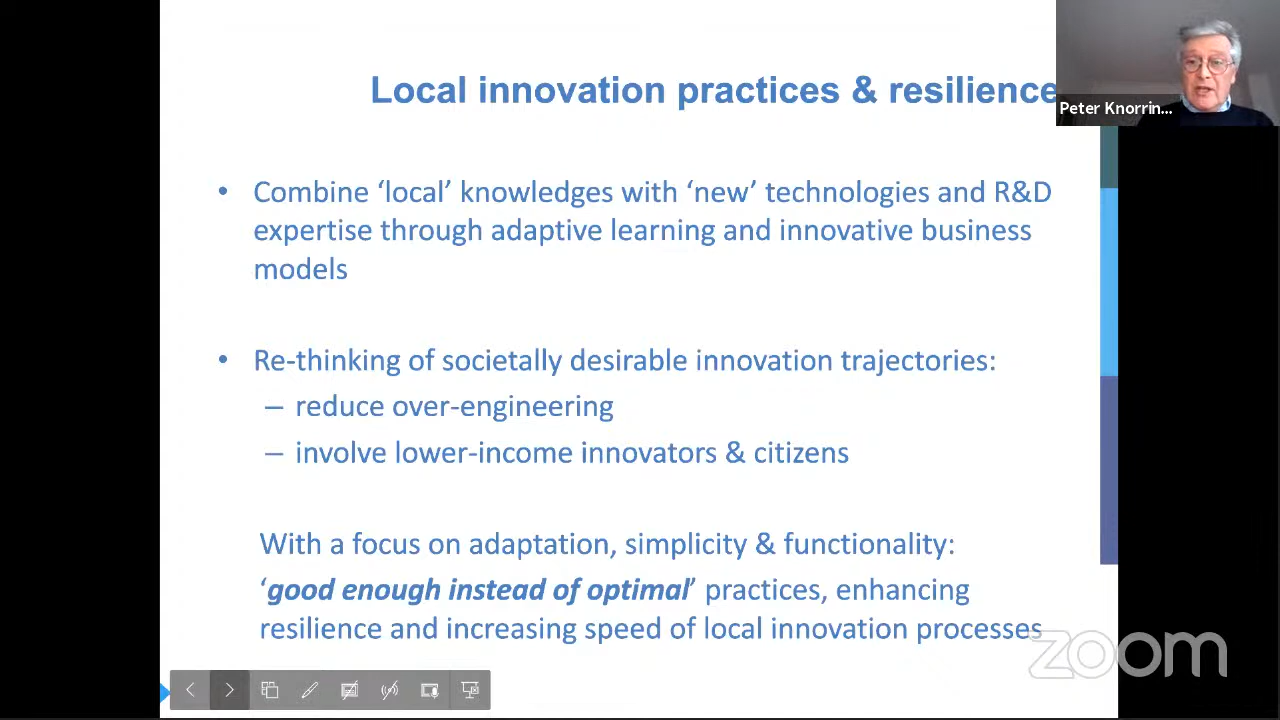 Local innovation practices & resilience
Peter Knorrin...
• Combine ‘local’ knowledges with ‘new’ technologies and R&D
expertise through adaptive learning and innovative business
models
• Re-thinking of societally desirable innovation trajectories:
– reduce over-engineering
– involve lower-income innovators & citizens
With a focus on adaptation, simplicity & functionality:
‘good enough instead of optimal’ practices, enhancing
resilience and increasing speed of local innovation processes
zoom